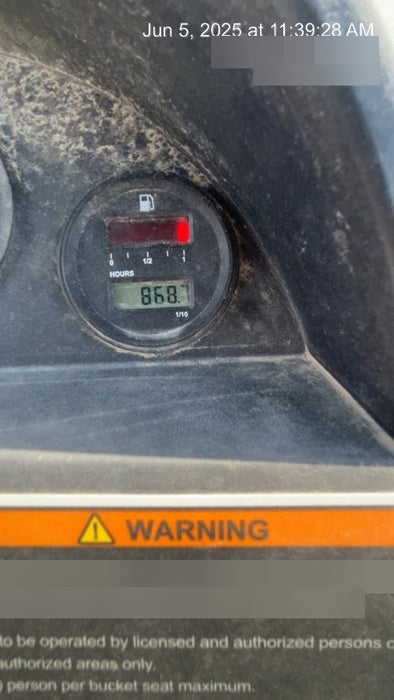 Jun 5, 2025 at 11:39:28 AM
0 1/2 1
HOURS
868.
1/10
WARNING
to be operated by licensed and authorized persons
authorized areas only.
person per bucket seat maximum.